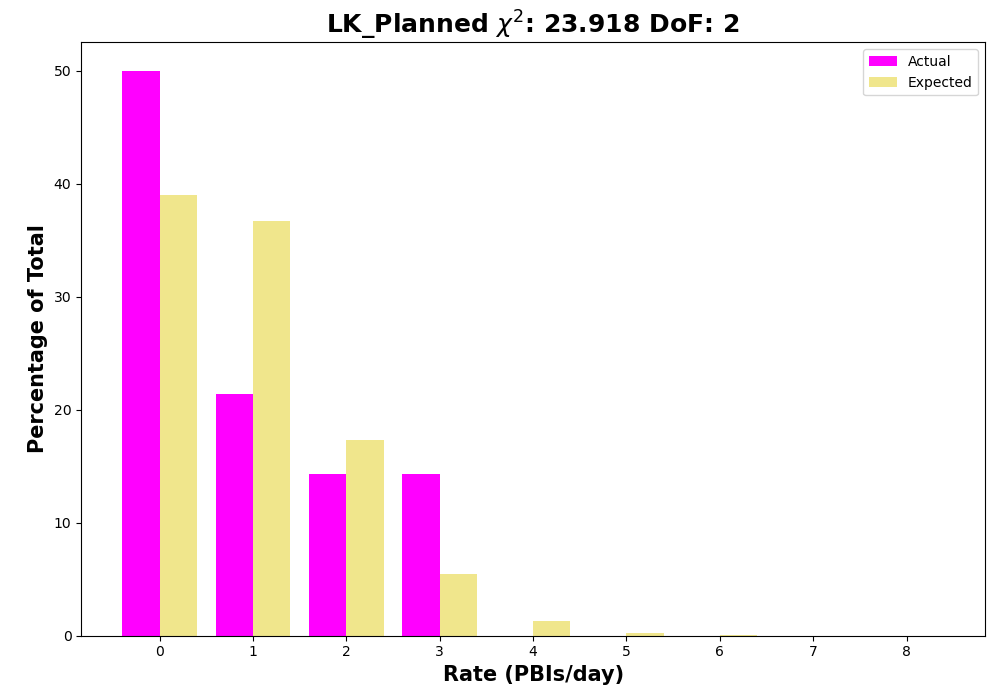 LK_Planned χ²: 23.918 DoF: 2
Actual
Expected
Percentage of Total
50
40
30
20
10
0
0 1 2 3 4 5 6 7 8
Rate (PBIs/day)